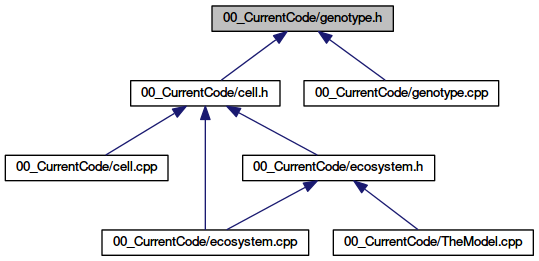 00_CurrentCode/genotype.h
00_CurrentCode/cell.h
00_CurrentCode/genotype.cpp
00_CurrentCode/cell.cpp
00_CurrentCode/ecosystem.h
00_CurrentCode/ecosystem.cpp
00_CurrentCode/TheModel.cpp